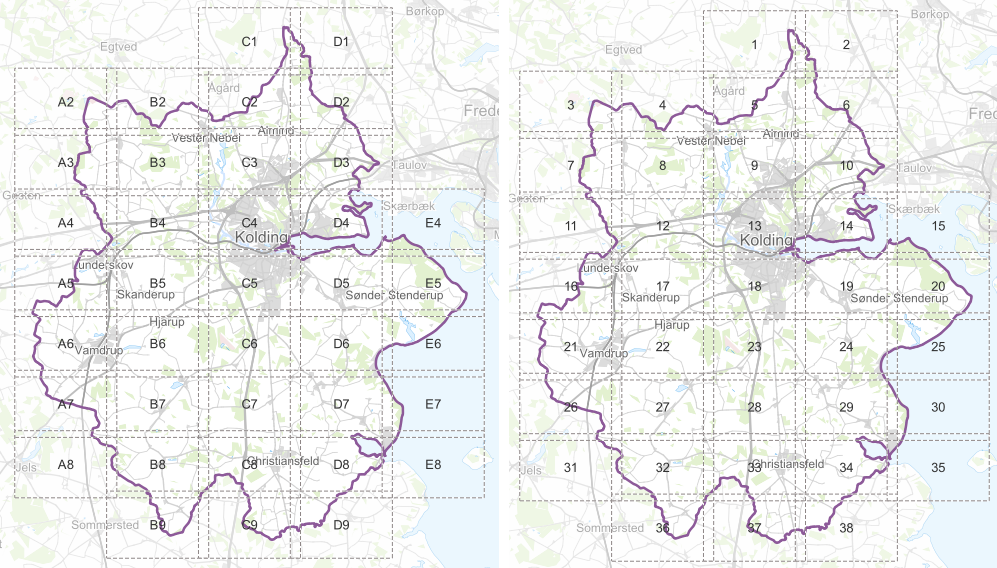 Børkop
C1
D1
Egtved
Ågård
A2
B2
C2
D2
Frede
Vester Nebel
Almind
A3
B3
C3
D3
Taulov
Gesten
Skærbæk
A4
B4
C4
D4
E4
Kolding
Lunderskov
A5
B5
C5
D5
E5
Skanderup
Sønder Stenderup
Hjarup
A6
B6
C6
D6
E6
Vamdrup
A7
B7
C7
D7
E7
A8
B8
C8
D8
E8
Jels
Christiansfeld
Sommersted
B9
C9
D9
Børkop
1
2
Egtved
Ågård
3
4
5
6
Fred
Vester Nebel
Almind
7
8
9
10
Taulov
Gesten
Skærbæk
11
12
13
14
15
Kolding
Lunderskov
16
17
18
19
20
Skanderup
Sønder Stenderup
Hjarup
21
22
23
24
25
Vamdrup
26
27
28
29
30
31
32
33
34
35
Jels
Christiansfeld
Sommersted
36
37
38